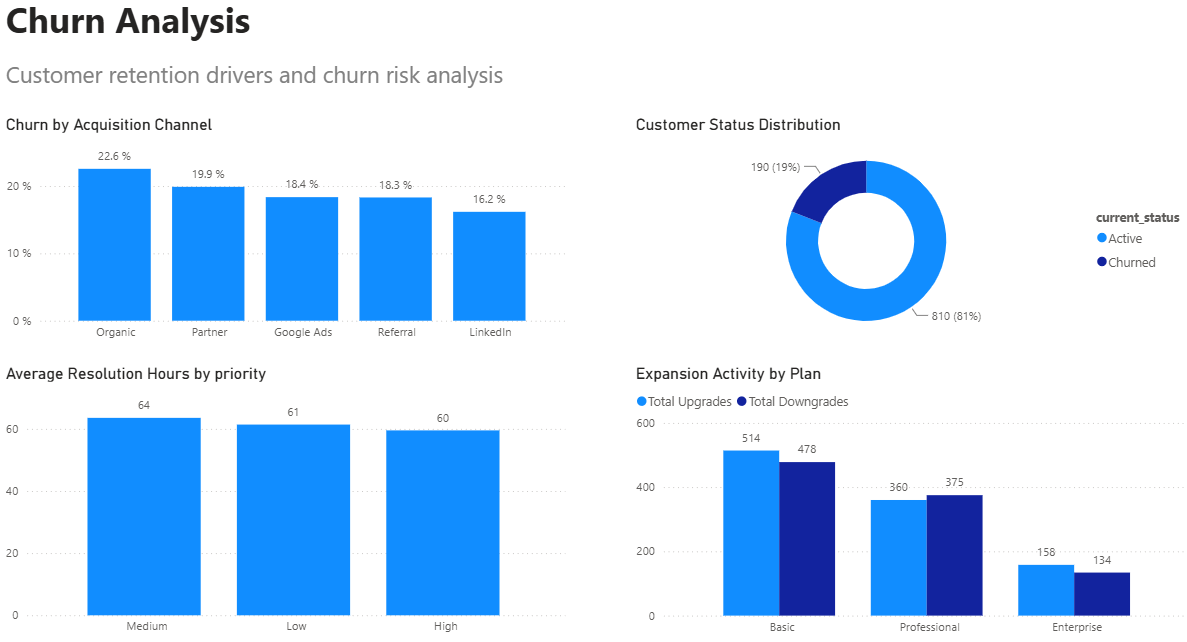 Churn Analysis
Customer retention drivers and churn risk analysis
Churn by Acquisition Channel
22.6 %
19.9 %
18.4 %
18.3 %
16.2 %
20 %
10 %
0 %
Organic
Partner
Google Ads
Referral
LinkedIn
Customer Status Distribution
190 (19%)
810 (81%)
current_status
Active
Churned
Average Resolution Hours by priority
64
61
60
60
40
20
0
Medium
Low
High
Expansion Activity by Plan
Total Upgrades Total Downgrades
600
400
200
0
514
478
360
375
158
134
Basic
Professional
Enterprise